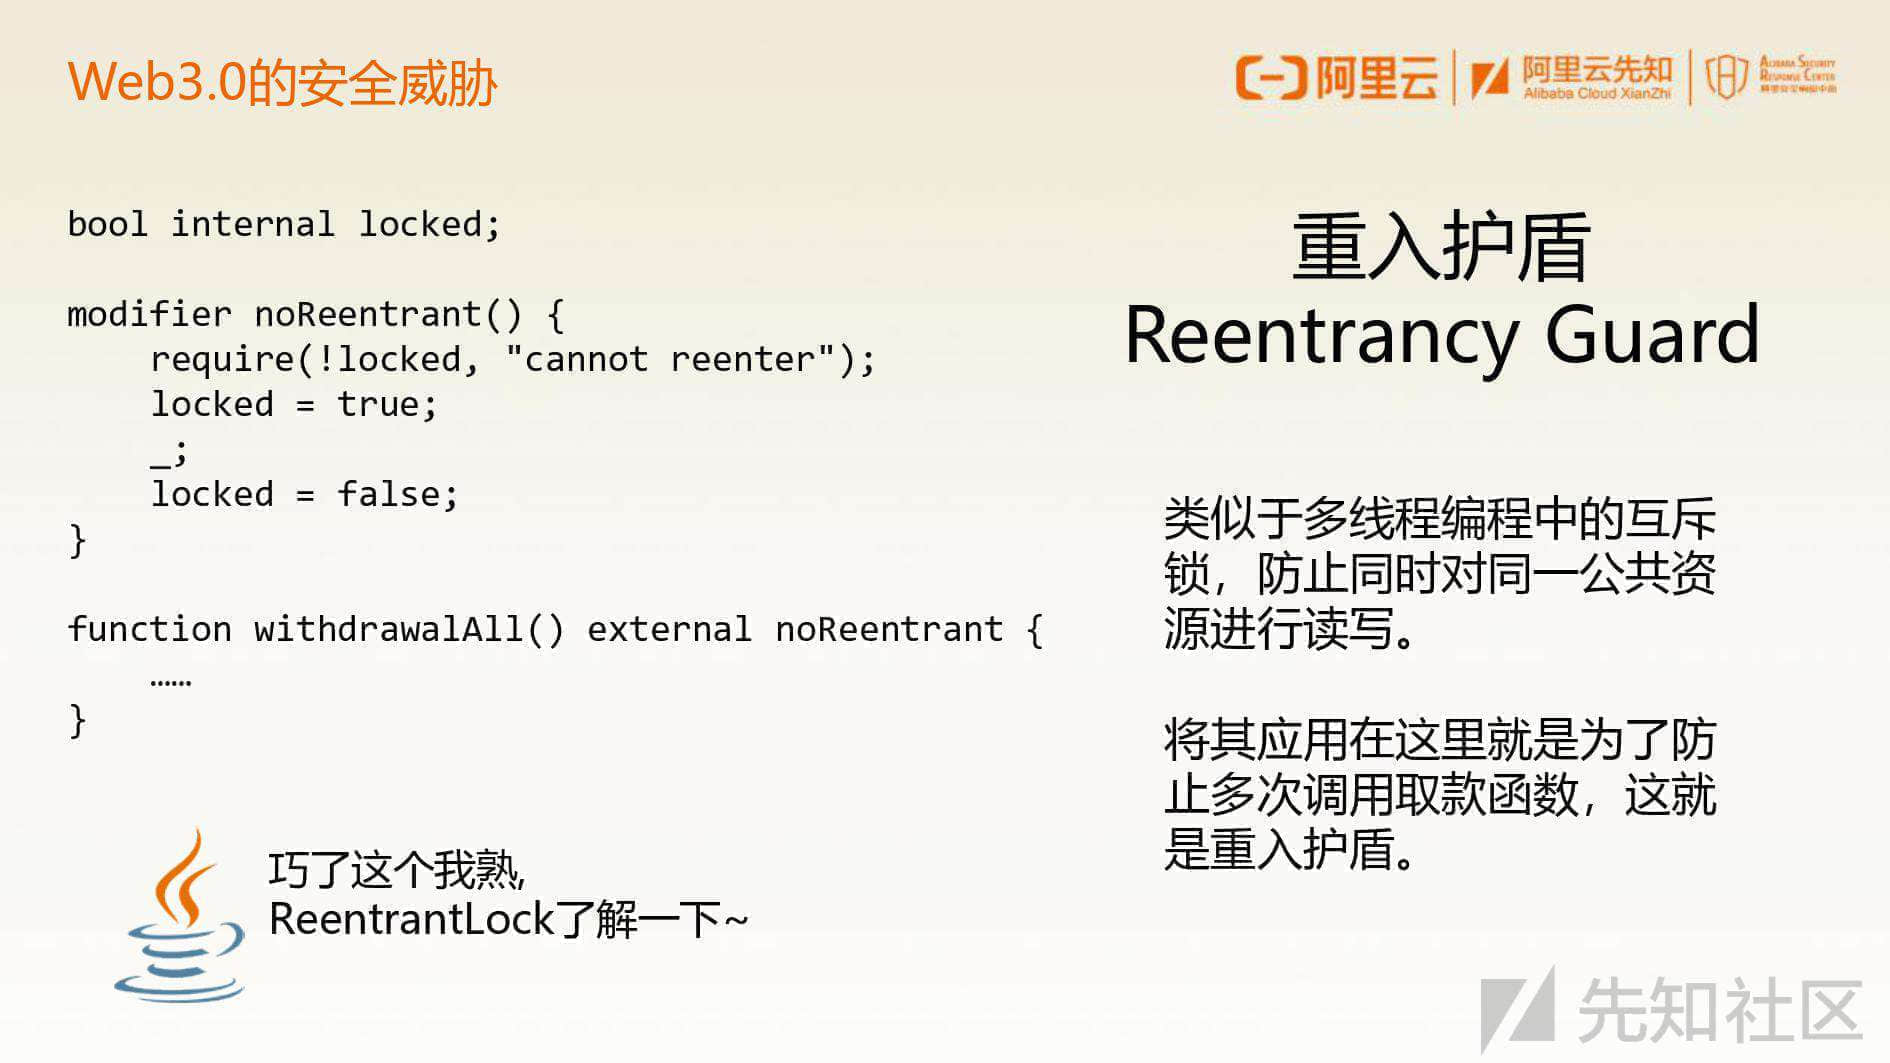 Web3.0的安全威胁
阿里云
阿里云先知
Alibaba Cloud XianZhi
ALIBABA SECURITY
RESPONSE CENTER
bool internal locked;
modifier noReentrant() {
require(!locked, "cannot reenter");
locked = true;
_;
locked = false;
}
function withdrawalAll() external noReentrant {
……
}
重入护盾
Reentrancy Guard
类似于多线程编程中的互斥
锁，防止同时对同一公共资
源进行读写。
将其应用在这里就是为了防
止多次调用取款函数，这就
是重入护盾。
巧了这个我熟,
ReentrantLock了解一下~
先知社区